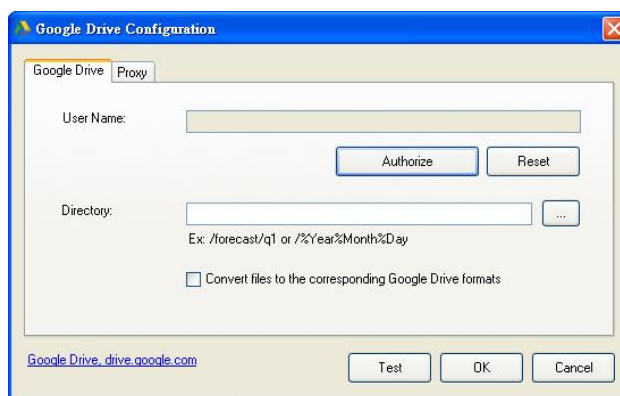 Google Drive Configuration
Google Drive Proxy
User Name:
Authorize Reset
Directory:
...
Ex: /forecast/q1 or /%Year%Month%Day
Convert files to the corresponding Google Drive formats
Google Drive, drive.google.com
Test OK Cancel